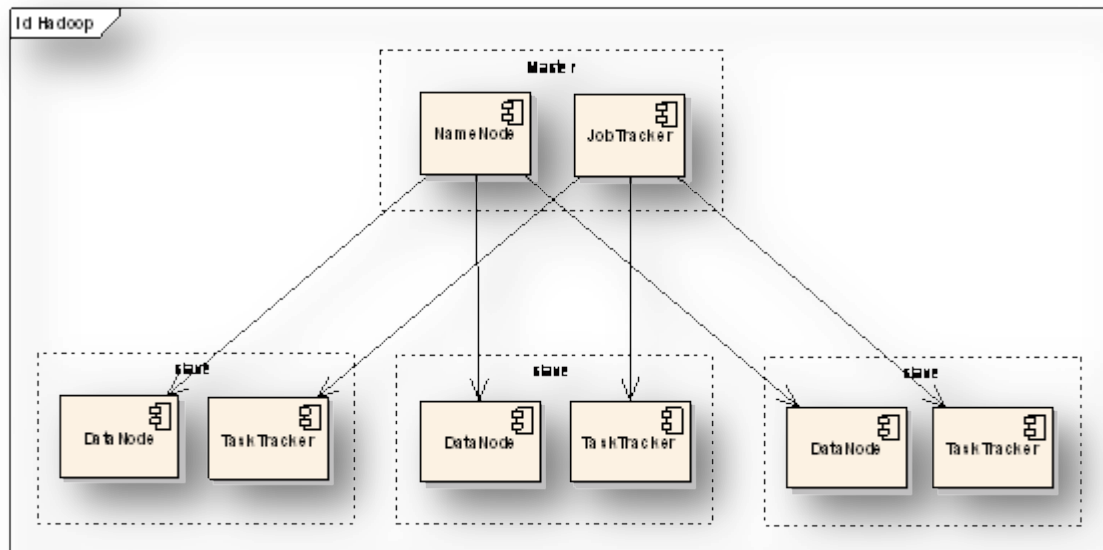 id Hadoop
Master
NameNode
JobTracker
slave
slave
slave
DataNode
TaskTracker
DataNode
TaskTracker
DataNode
TaskTracker